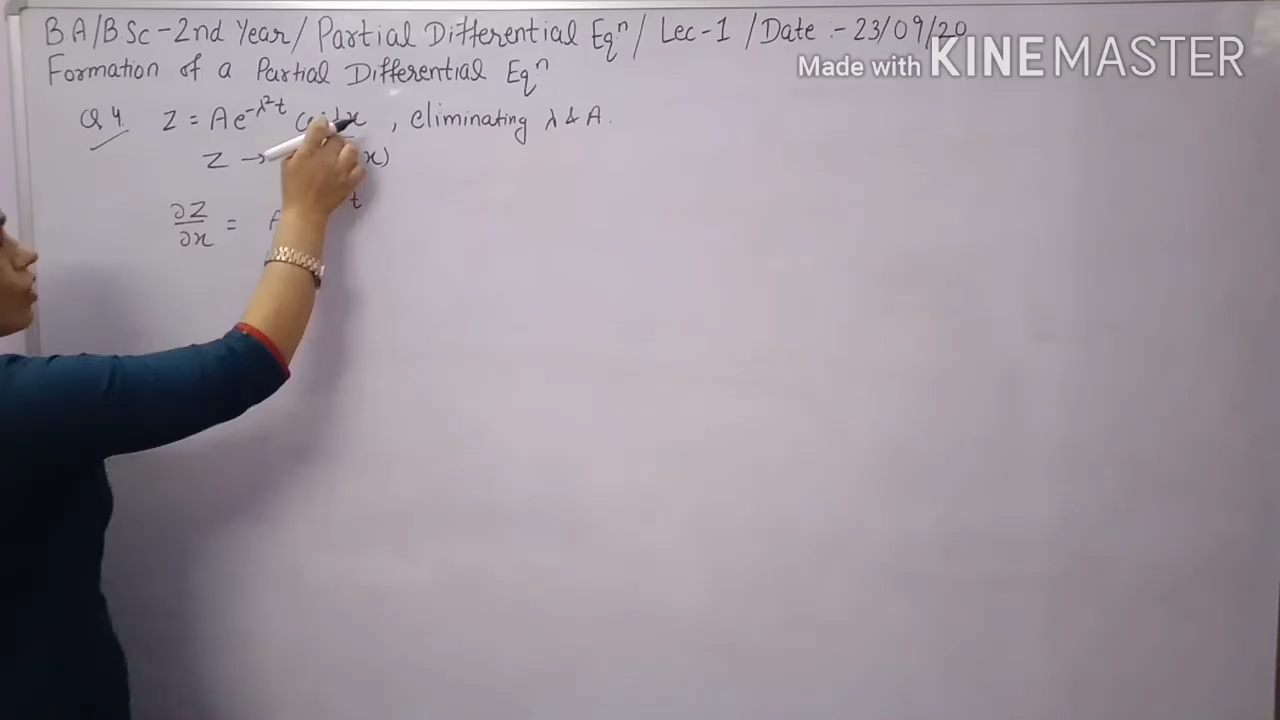 BA/BSc-2nd Year/ Partial Differential Eqⁿ/ Lec-1 /Date :- 23/09/20
Formation of a Partial Differential Eqⁿ
Made with KINEMASTER
Q 4. Z = Ae^-λ²t x , eliminating λ & A.
Z → x)
∂Z/∂x = A t